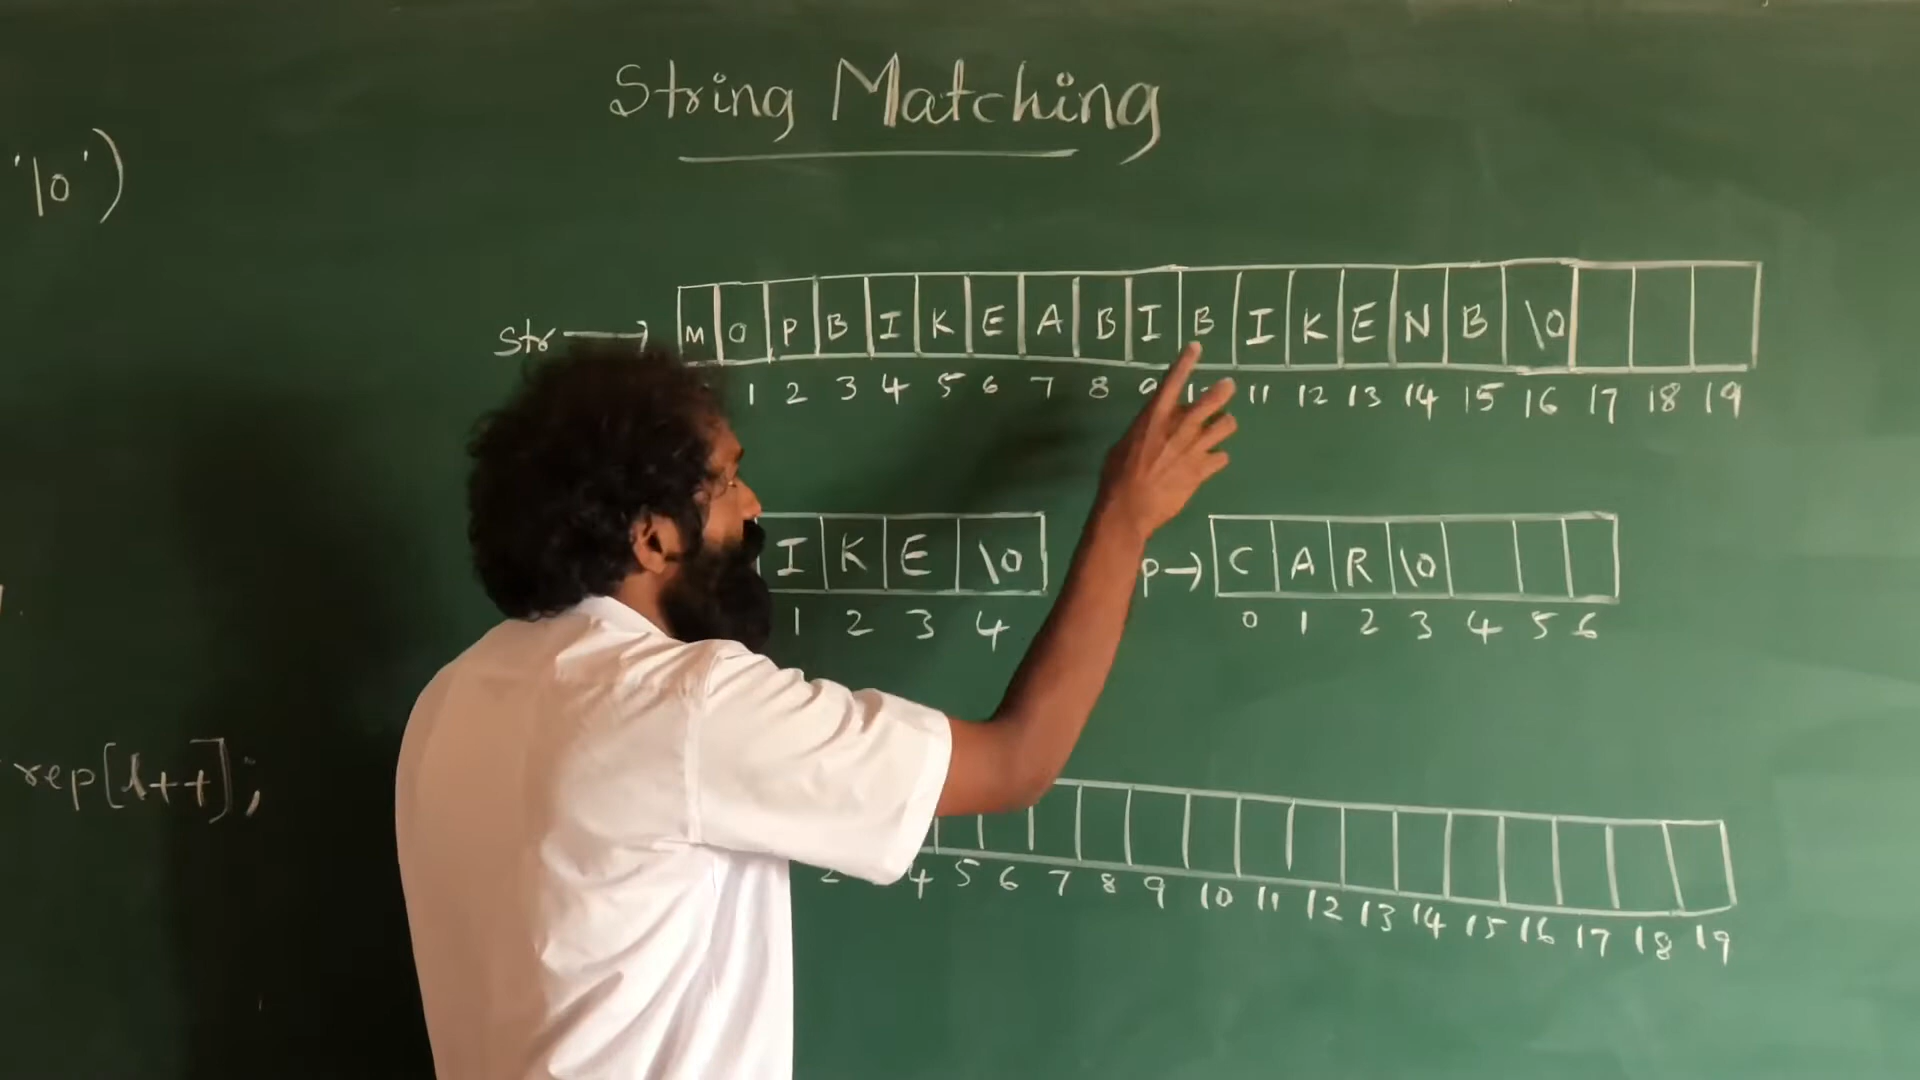 String Matching
'\0')
Str → M O P B I K E A B I B I K E N B \0
1 2 3 4 5 6 7 8 9 11 12 13 14 15 16 17 18 19
I K E \0
1 2 3 4
p→ C A R \0
0 1 2 3 4 5 6
rep[l++];
2 4 5 6 7 8 9 10 11 12 13 14 15 16 17 18 19